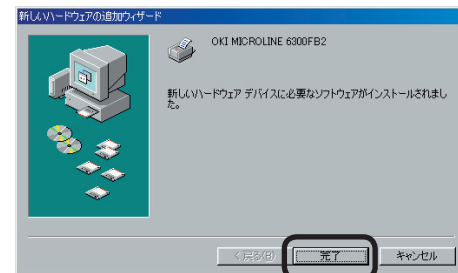 新しいハードウェアの追加ウィザード
OKI MICROLINE 6300FB2
新しいハードウェア デバイスに必要なソフトウェアがインストールされまし
た。
< 戻る(B)
完了
キャンセル